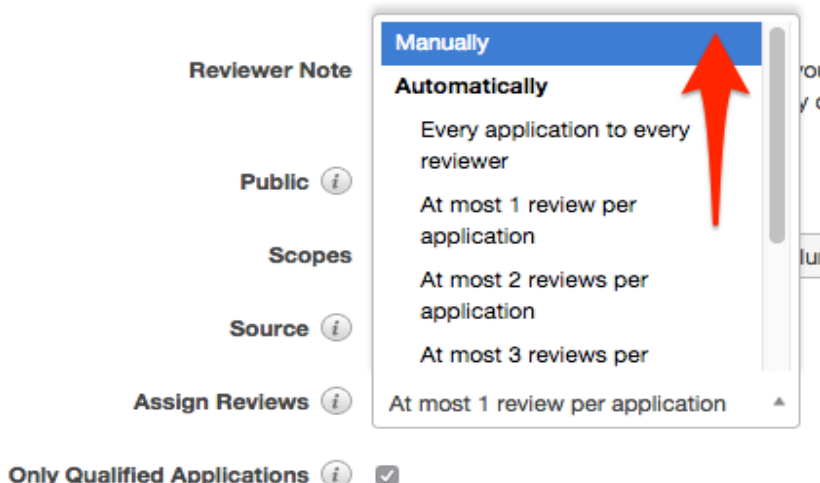 Manually
Reviewer Note
Automatically
Every application to every
reviewer
Public
At most 1 review per
application
Scopes
At most 2 reviews per
application
Source
At most 3 reviews per
Assign Reviews
At most 1 review per application
Only Qualified Applications